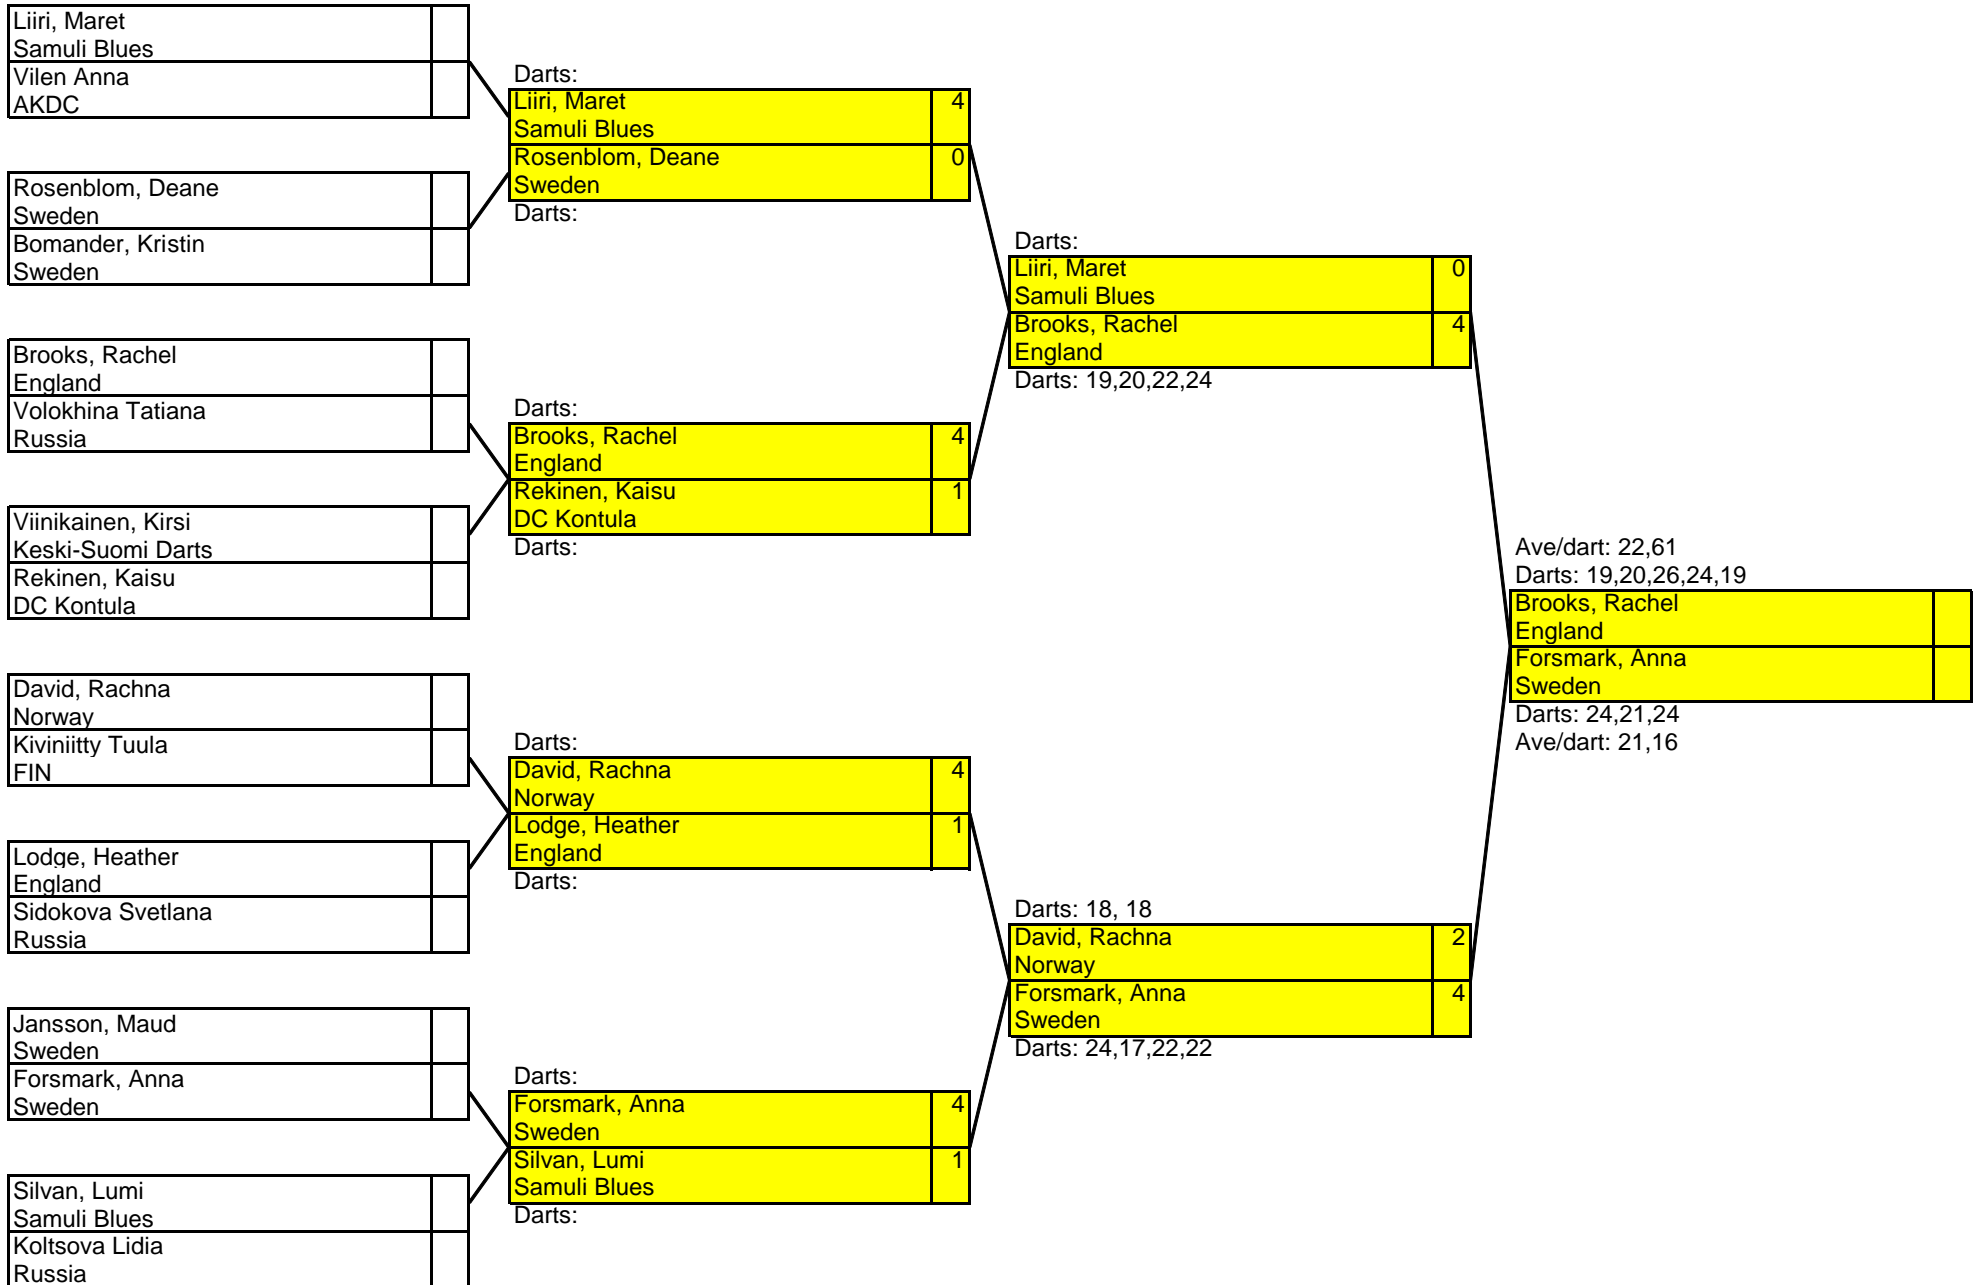 Liiri, Maret
Samuli Blues
Vilen Anna
AKDC
Rosenblom, Deane
Sweden
Bomander, Kristin
Sweden
Brooks, Rachel
England
Volokhina Tatiana
Russia
Viinikainen, Kirsi
Keski-Suomi Darts
Rekinen, Kaisu
DC Kontula
David, Rachna
Norway
Kiviniitty Tuula
FIN
Lodge, Heather
England
Sidokova Svetlana
Russia
Jansson, Maud
Sweden
Forsmark, Anna
Sweden
Silvan, Lumi
Samuli Blues
Koltsova Lidia
Russia
Darts:
Liiri, Maret 4
Samuli Blues
Rosenblom, Deane 0
Sweden
Darts:
Darts:
Brooks, Rachel 4
England
Rekinen, Kaisu 1
DC Kontula
Darts:
Darts:
David, Rachna 4
Norway
Lodge, Heather 1
England
Darts:
Darts:
Forsmark, Anna 4
Sweden
Silvan, Lumi 1
Samuli Blues
Darts:
Darts:
Liiri, Maret 0
Samuli Blues
Brooks, Rachel 4
England
Darts: 19,20,22,24
Darts: 18, 18
David, Rachna 2
Norway
Forsmark, Anna 4
Sweden
Darts: 24,17,22,22
Ave/dart: 22,61
Darts: 19,20,26,24,19
Brooks, Rachel
England
Forsmark, Anna
Sweden
Darts: 24,21,24
Ave/dart: 21,16